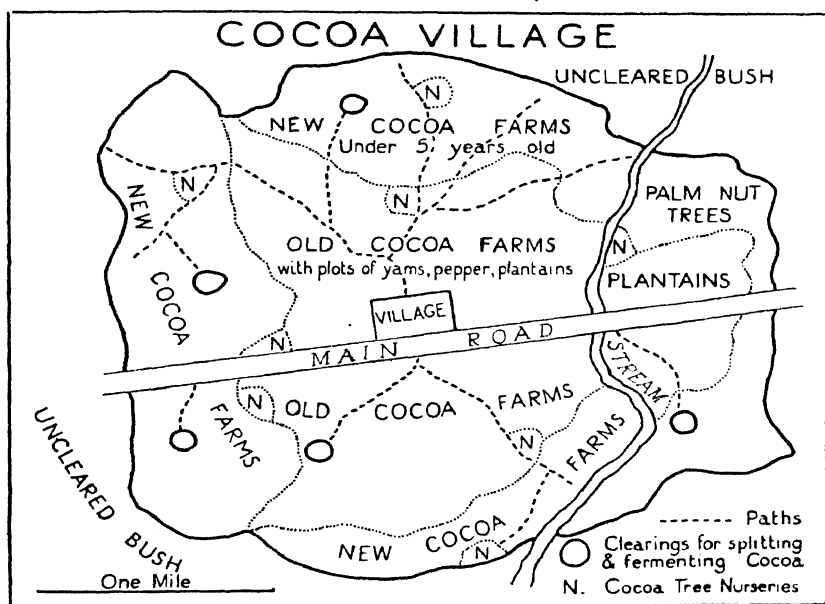 COCOA VILLAGE
UNCLEARED BUSH
N
NEW COCOA FARMS
Under 5 years old
N
NEW
N
PALM NUT
TREES
OLD COCOA FARMS
with plots of yams, pepper, plantains
N
PLANTAINS
COCOA
VILLAGE
MAIN ROAD
N
STREAM
FARMS
N
OLD COCOA FARMS
N
FARMS
UNCLEARED
BUSH
NEW COCOA
N
One Mile
Paths
Clearings for splitting
& fermenting Cocoa
N. Cocoa Tree Nurseries